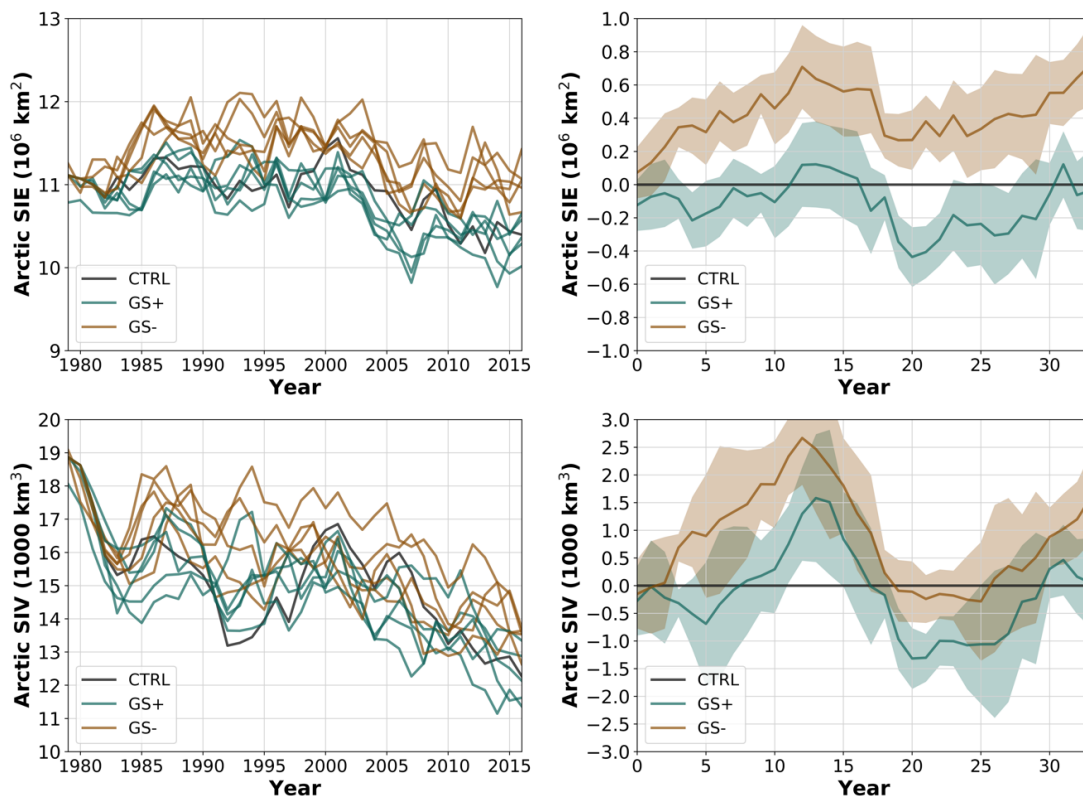 13
12
11
10
9
Arctic SIE (10⁶ km²)
CTRL
GS+
GS-
1980 1985 1990 1995 2000 2005 2010 2015
Year
1.0
0.8
0.6
0.4
0.2
0.0
−0.2
−0.4
−0.6
−0.8
−1.0
Arctic SIE (10⁶ km²)
CTRL
GS+
GS-
0 5 10 15 20 25 30
Year
20
19
18
17
16
15
14
13
12
11
10
Arctic SIV (1000 km³)
CTRL
GS+
GS-
1980 1985 1990 1995 2000 2005 2010 2015
Year
3.0
2.5
2.0
1.5
1.0
0.5
0.0
−0.5
−1.0
−1.5
−2.0
−2.5
−3.0
Arctic SIV (1000 km³)
CTRL
GS+
GS-
0 5 10 15 20 25 30
Year